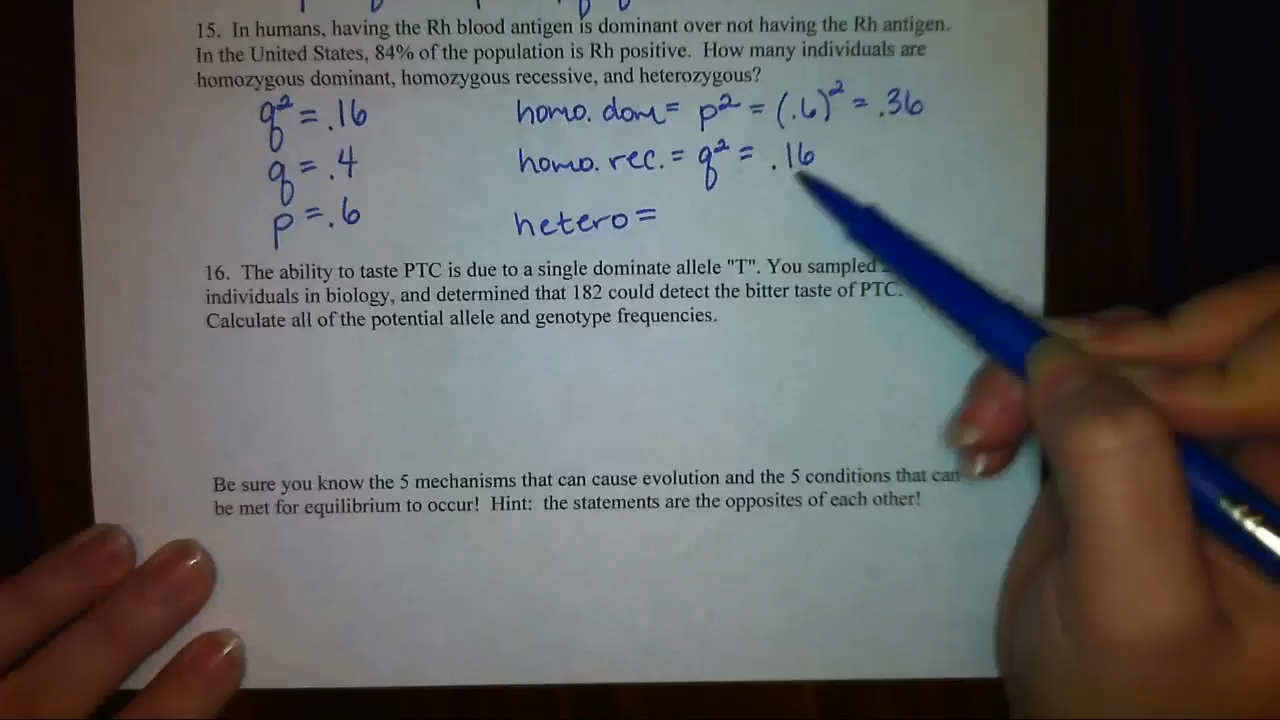 15. In humans, having the Rh blood antigen is dominant over not having the Rh antigen.
In the United States, 84% of the population is Rh positive. How many individuals are
homozygous dominant, homozygous recessive, and heterozygous?
q² = .16 homo. dom = p² = (.6)² = .36
q = .4 homo. rec. = q² = .16
p = .6 hetero =
16. The ability to taste PTC is due to a single dominate allele "T". You sampled
individuals in biology, and determined that 182 could detect the bitter taste of PTC.
Calculate all of the potential allele and genotype frequencies.
Be sure you know the 5 mechanisms that can cause evolution and the 5 conditions that can
be met for equilibrium to occur! Hint: the statements are the opposites of each other!